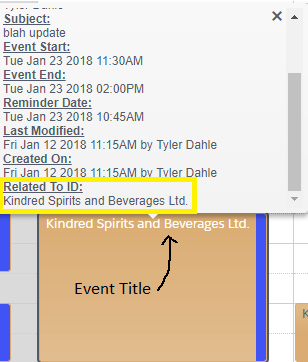 Tyler Dahle
Subject:
blah update
Event Start:
Tue Jan 23 2018 11:30AM
Event End:
Tue Jan 23 2018 02:00PM
Reminder Date:
Tue Jan 23 2018 10:45AM
Last Modified:
Fri Jan 12 2018 11:15AM by Tyler Dahle
Created On:
Fri Jan 12 2018 11:15AM by Tyler Dahle
Related To ID:
Kindred Spirits and Beverages Ltd.
Kindred Spirits and Beverages Ltd.
Event Title
K